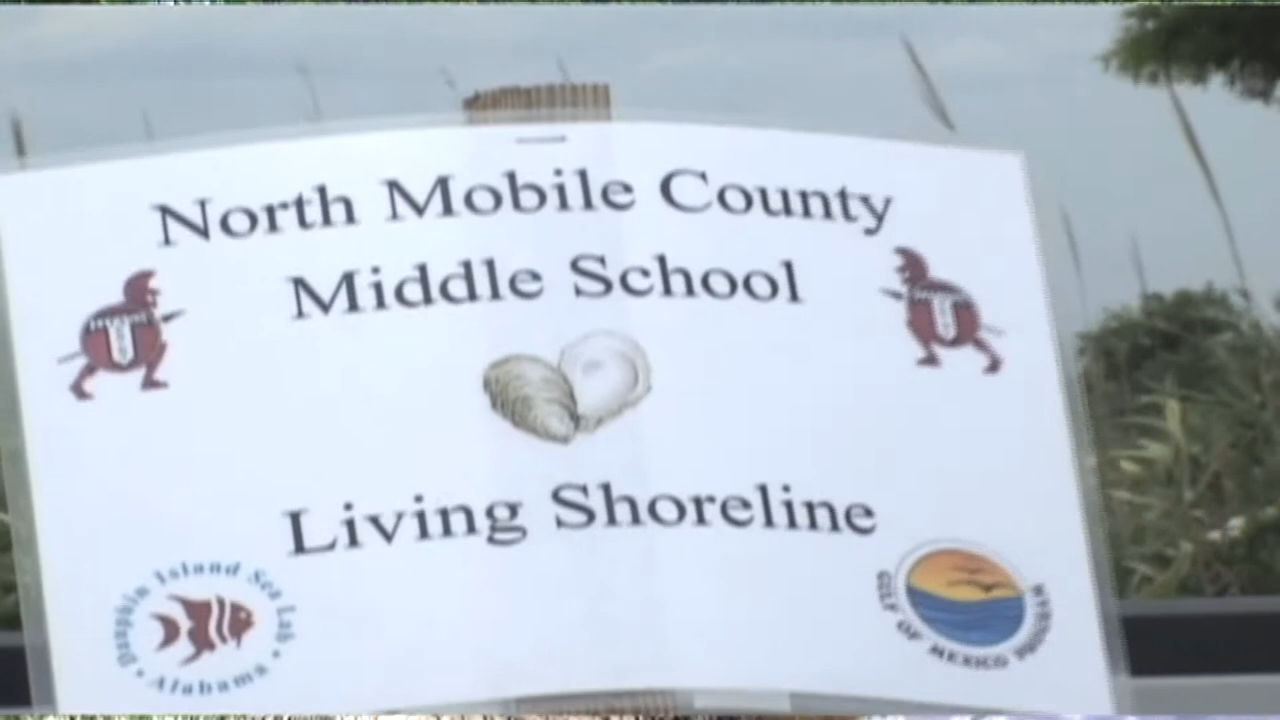 North Mobile County
Middle School
Living Shoreline
Dauphin Island Sea Lab
Alabama
GULF OF MEXICO PROGRAM